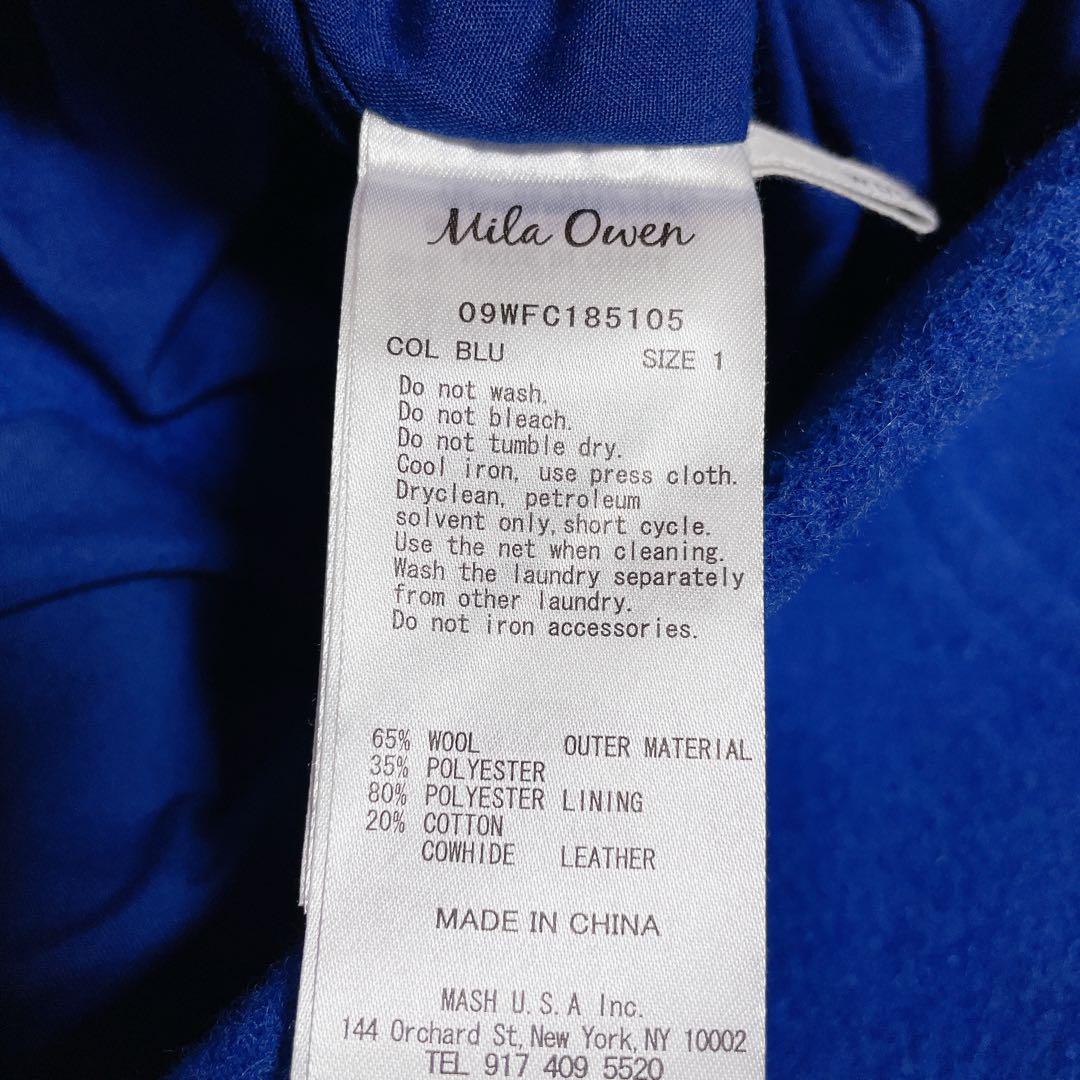 Mila Owen
09WFC185105
COL BLU SIZE 1
Do not wash.
Do not bleach.
Do not tumble dry.
Cool iron, use press cloth.
Dryclean, petroleum
solvent only, short cycle.
Use the net when cleaning.
Wash the laundry separately
from other laundry.
Do not iron accessories.
65% WOOL OUTER MATERIAL
35% POLYESTER
80% POLYESTER LINING
20% COTTON
COWHIDE LEATHER
MADE IN CHINA
MASH U.S.A Inc.
144 Orchard St, New York, NY 10002
TEL 917 409 5520